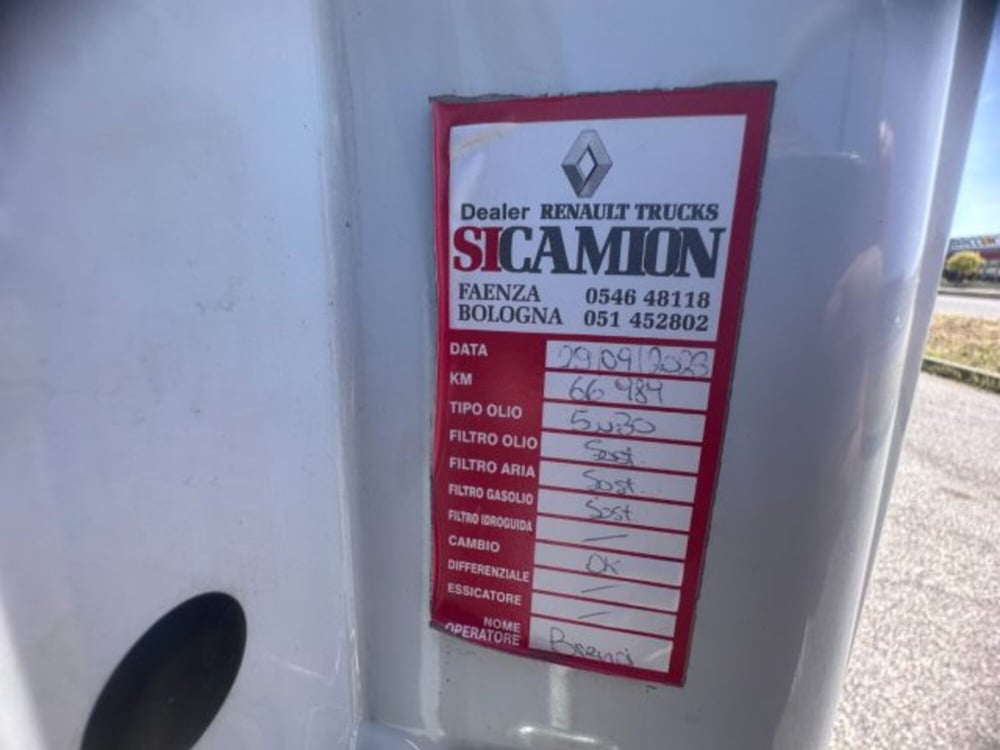 Dealer RENAULT TRUCKS
SICAMION
FAENZA 0546 48118
BOLOGNA 051 452802
DATA 29/09/2023
KM 66 989
TIPO OLIO 5w30
FILTRO OLIO Sost.
FILTRO ARIA Sost.
FILTRO GASOLIO Sost
FILTRO IDROGUIDA —
CAMBIO OK
DIFFERENZIALE —
ESSICATORE —
NOME
OPERATORE